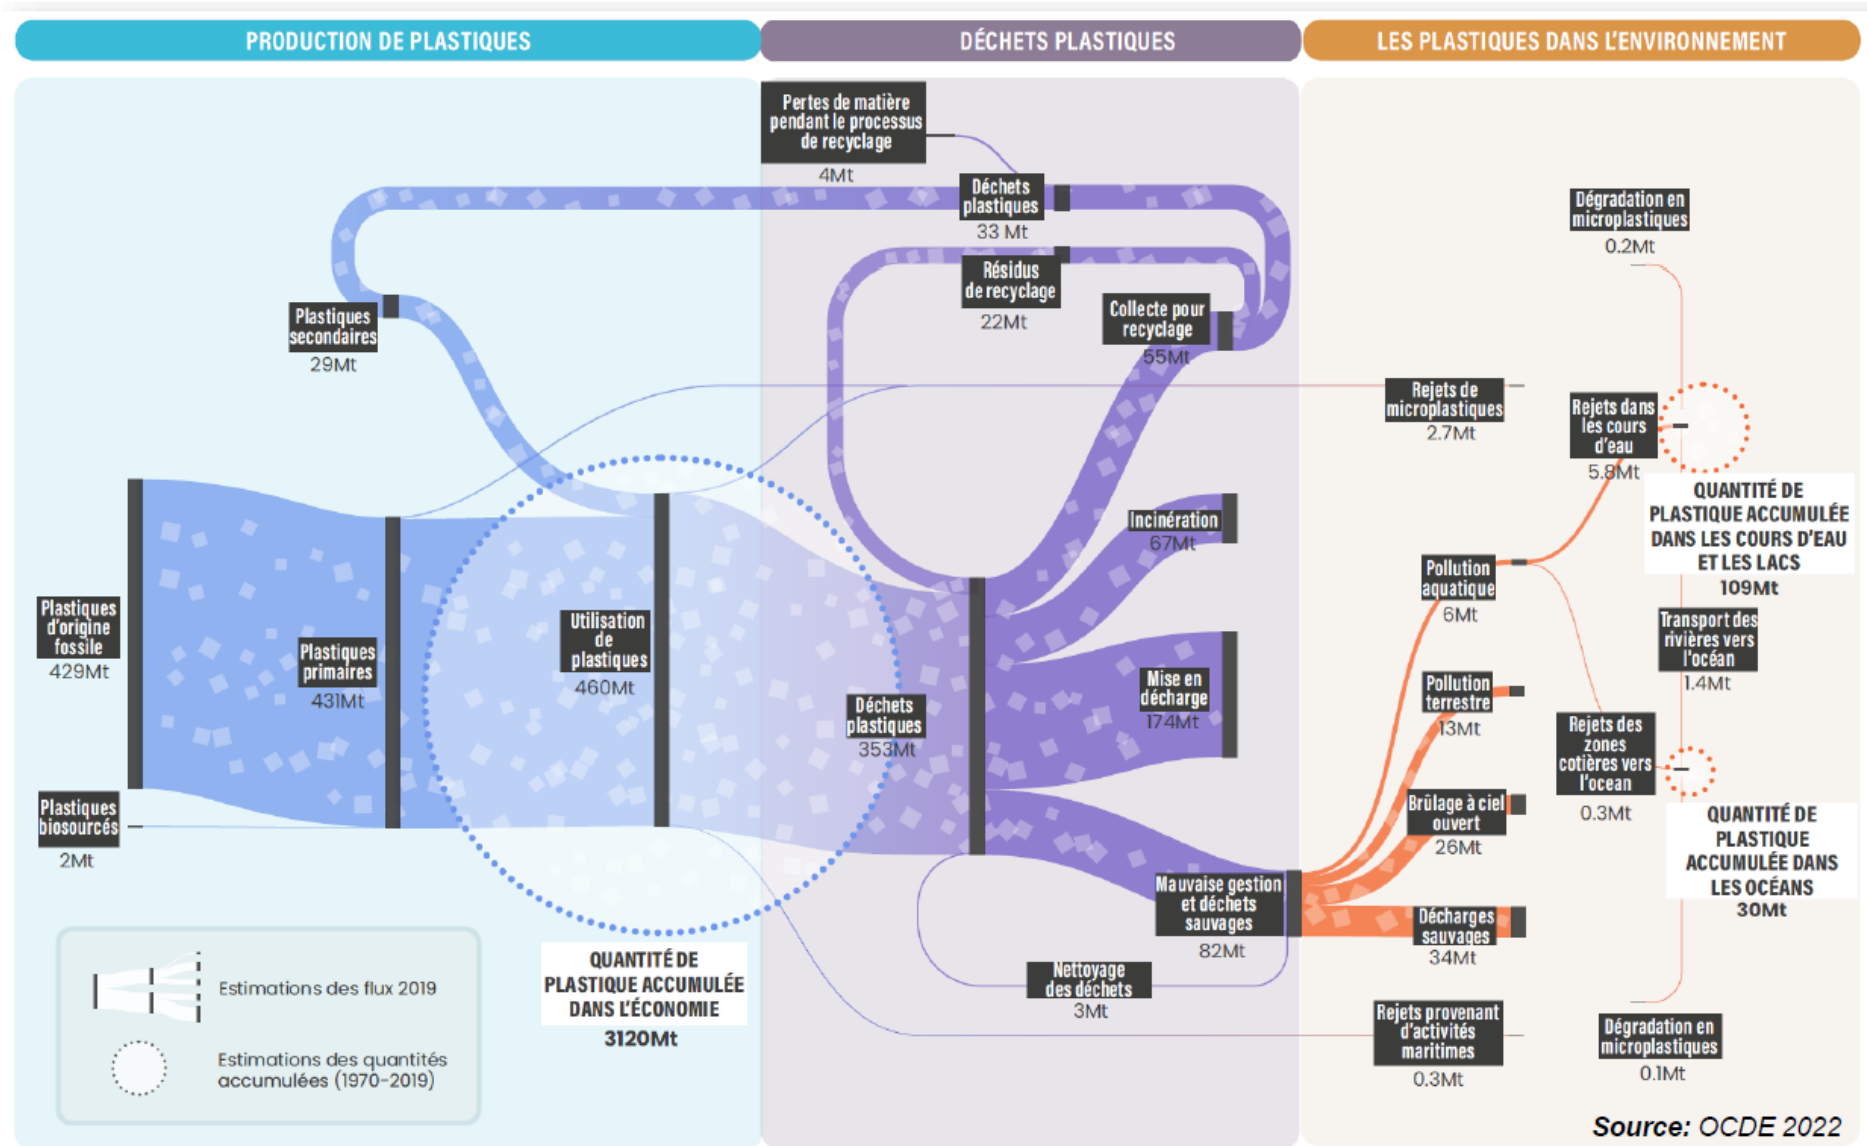 PRODUCTION DE PLASTIQUES
DÉCHETS PLASTIQUES
LES PLASTIQUES DANS L'ENVIRONNEMENT
Pertes de matière
pendant le processus
de recyclage
4Mt
Déchets
plastiques
33 Mt
Résidus
de recyclage
22Mt
Collecte pour
recyclage
55Mt
Plastiques
secondaires
29Mt
Plastiques
d'origine
fossile
429Mt
Plastiques
biosourcés
2Mt
Plastiques
primaires
431Mt
Utilisation
de
plastiques
460Mt
QUANTITÉ DE
PLASTIQUE ACCUMULÉE
DANS L'ÉCONOMIE
3120Mt
Déchets
plastiques
353Mt
Incinération
67Mt
Mise en
décharge
174Mt
Mauvaise gestion
et déchets
sauvages
82Mt
Nettoyage
des déchets
3Mt
Rejets de
microplastiques
2.7Mt
Pollution
aquatique
6Mt
Pollution
terrestre
13Mt
Brûlage à ciel
ouvert
26Mt
Décharges
sauvages
34Mt
Rejets provenant
d'activités
maritimes
0.3Mt
Dégradation en
microplastiques
0.2Mt
Rejets dans
les cours
d'eau
5.8Mt
QUANTITÉ DE
PLASTIQUE ACCUMULÉE
DANS LES COURS D'EAU
ET LES LACS
109Mt
Transport des
rivières vers
l'océan
1.4Mt
Rejets des
zones
cotières vers
l'ocean
0.3Mt
QUANTITÉ DE
PLASTIQUE
ACCUMULÉE DANS
LES OCÉANS
30Mt
Dégradation en
microplastiques
0.1Mt
Estimations des flux 2019
Estimations des quantités
accumulées (1970-2019)
Source: OCDE 2022